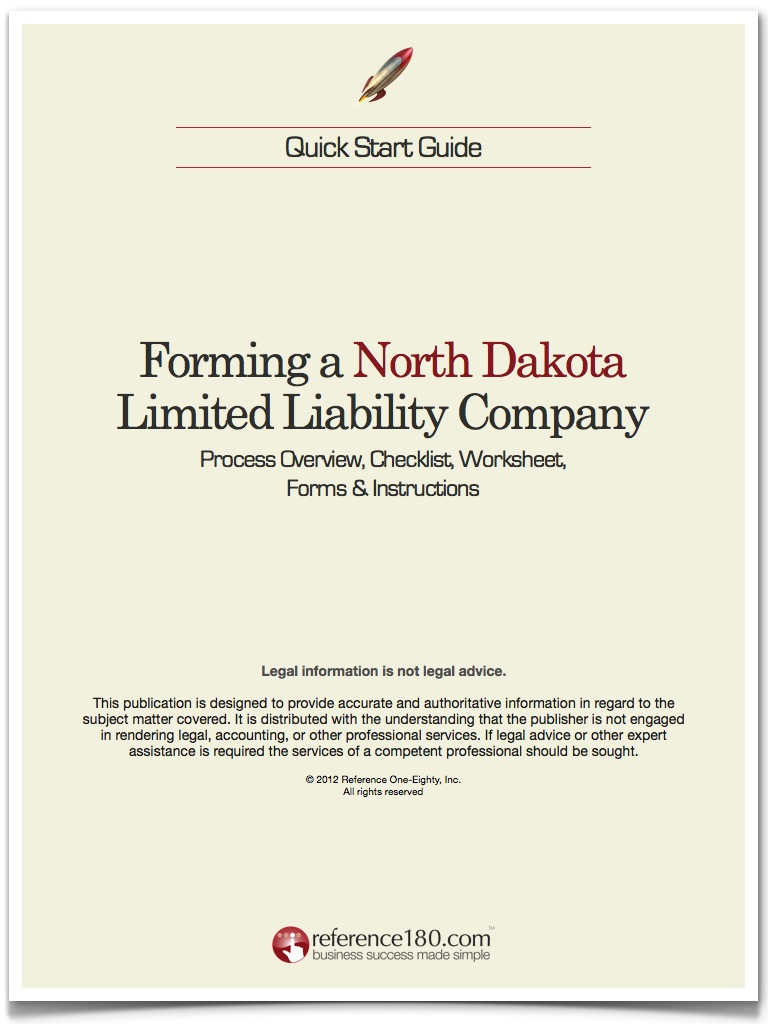 Quick Start Guide
Forming a North Dakota
Limited Liability Company
Process Overview, Checklist, Worksheet,
Forms & Instructions
Legal information is not legal advice.
This publication is designed to provide accurate and authoritative information in regard to the
subject matter covered. It is distributed with the understanding that the publisher is not engaged
in rendering legal, accounting, or other professional services. If legal advice or other expert
assistance is required the services of a competent professional should be sought.
© 2012 Reference One-Eighty, Inc.
All rights reserved
reference180.com™
business success made simple